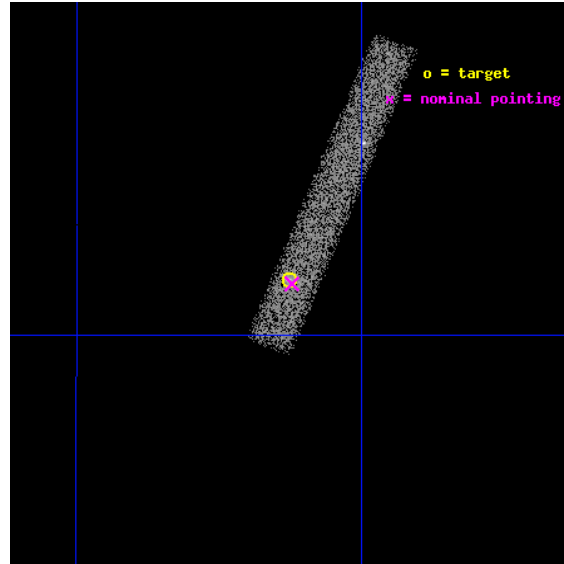 o = target
x = nominal pointing